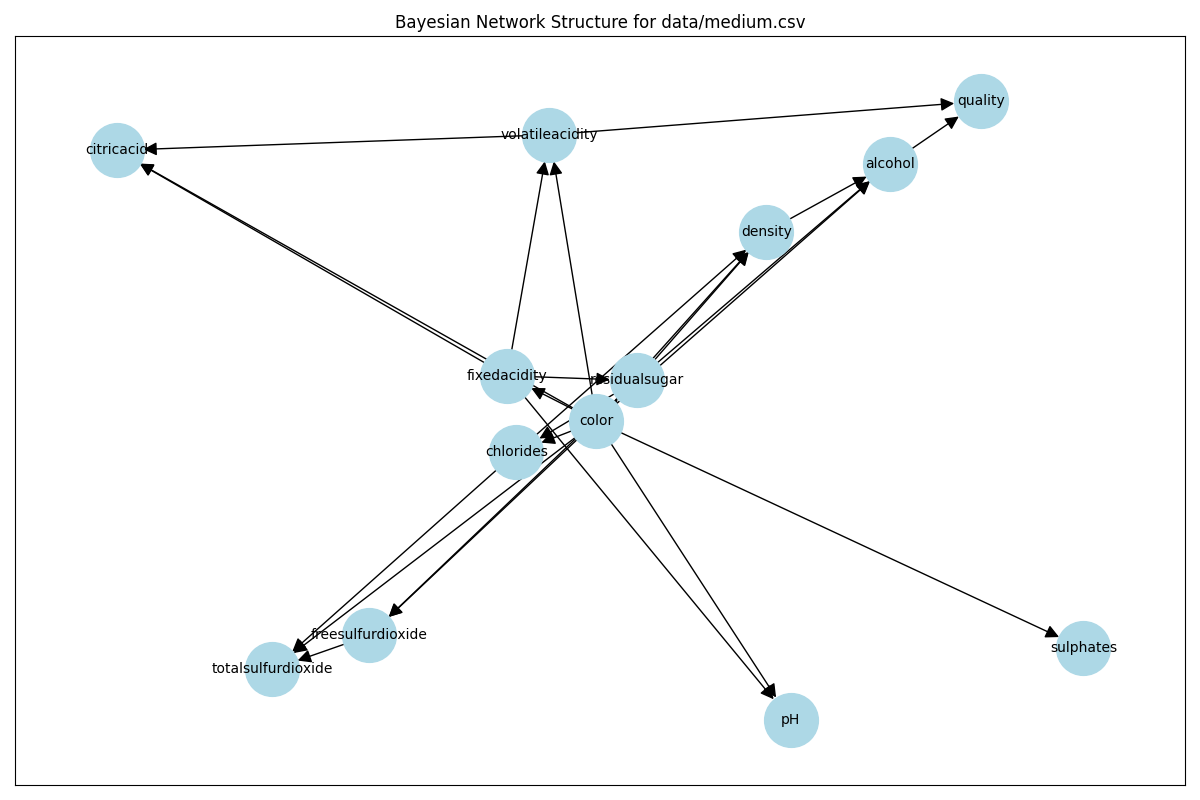 Bayesian Network Structure for data/medium.csv
quality
volatileacidity
citricacid
alcohol
density
fixedacidity
residualsugar
color
chlorides
freesulfurdioxide
sulphates
totalsulfurdioxide
pH